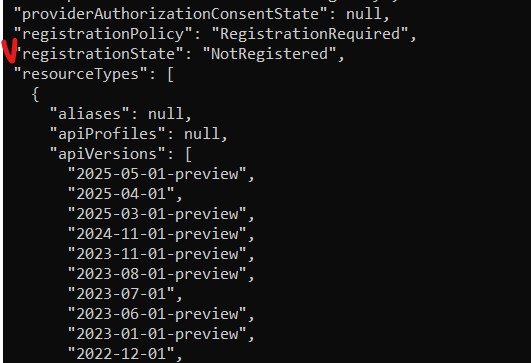 "providerAuthorizationConsentState": null,
"registrationPolicy": "RegistrationRequired",
"registrationState": "NotRegistered",
"resourceTypes": [
{
"aliases": null,
"apiProfiles": null,
"apiVersions": [
"2025-05-01-preview",
"2025-04-01",
"2025-03-01-preview",
"2024-11-01-preview",
"2023-11-01-preview",
"2023-08-01-preview",
"2023-07-01",
"2023-06-01-preview",
"2023-01-01-preview",
"2022-12-01",